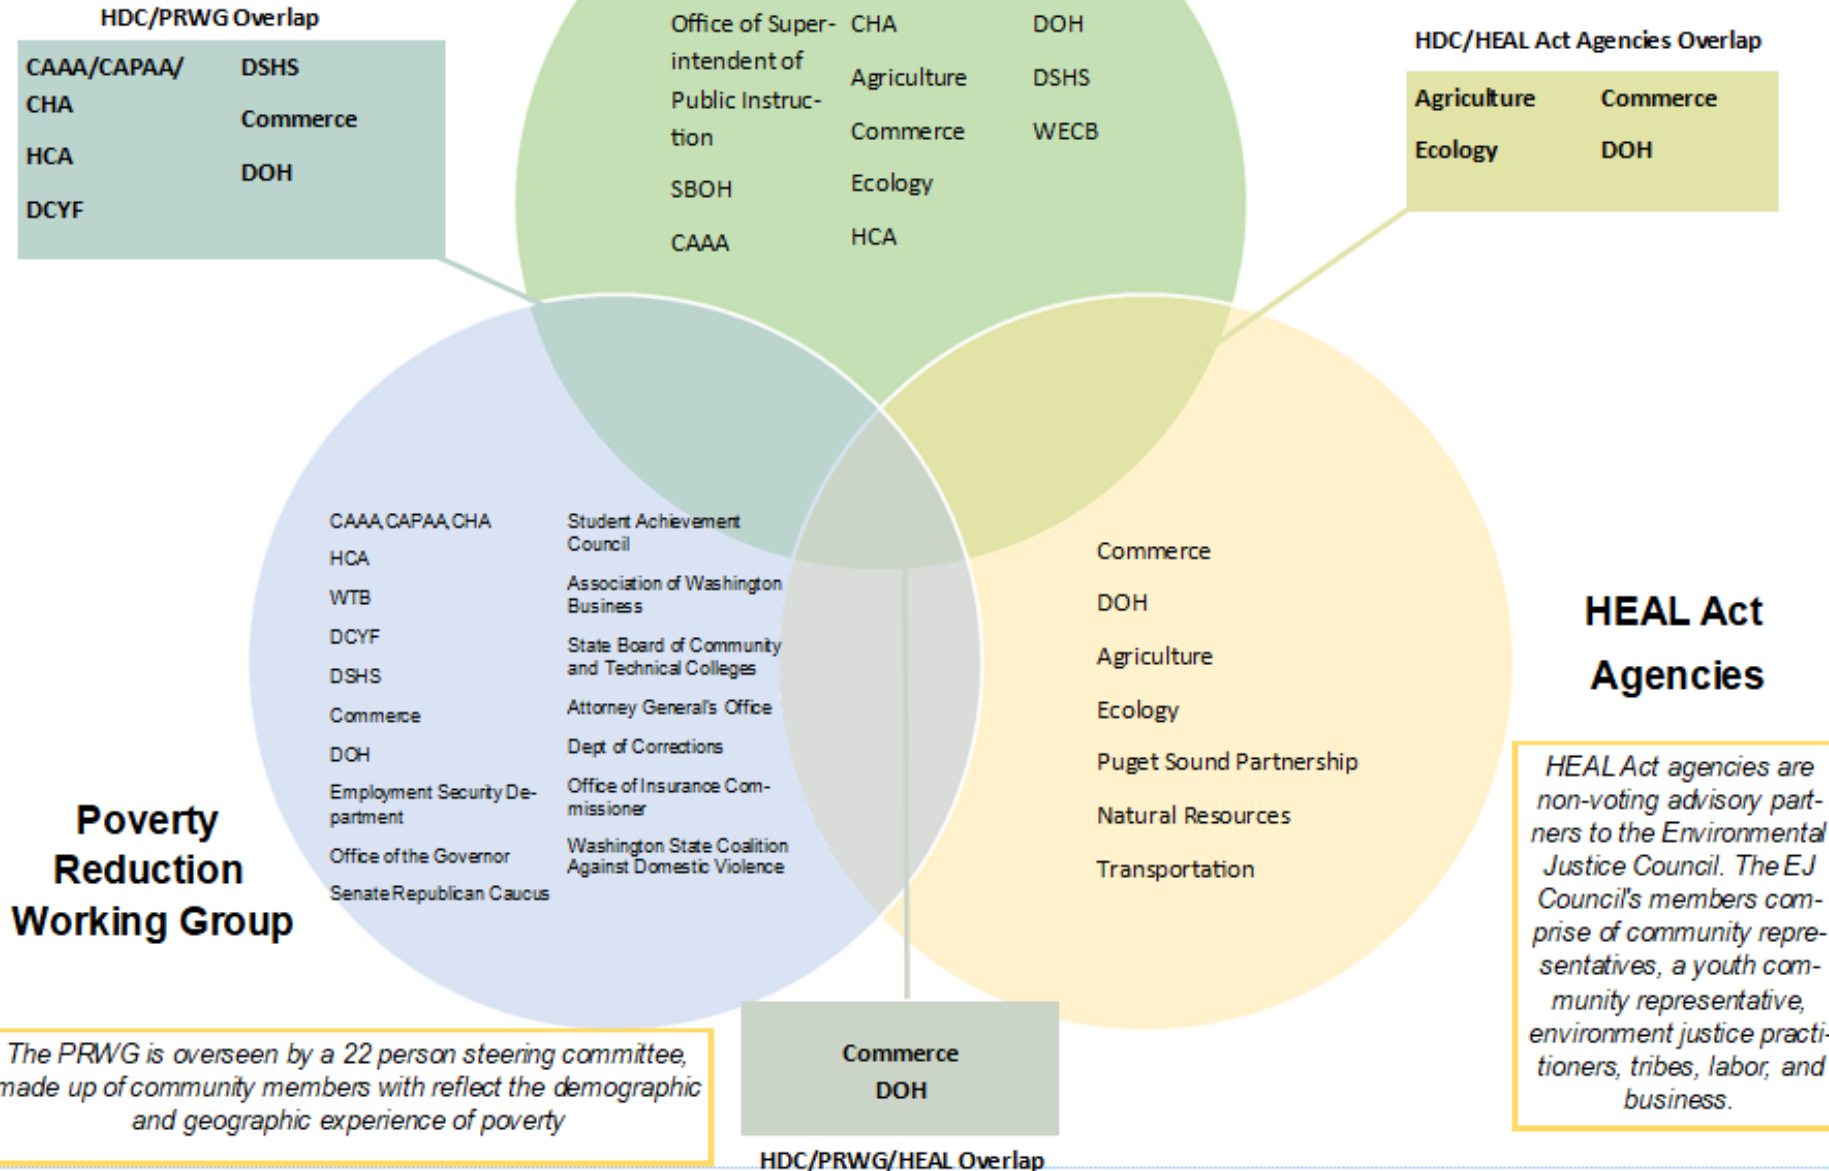 HDC/PRWG Overlap
CAAA/CAPAA/
CHA
HCA
DCYF
DSHS
Commerce
DOH
Office of Super-
intendent of
Public Instruc-
tion
SBOH
CAAA
CHA
Agriculture
Commerce
Ecology
HCA
DOH
DSHS
WECB
HDC/HEAL Act Agencies Overlap
Agriculture
Ecology
Commerce
DOH
CAAA,CAPAA,CHA
HCA
WTB
DCYF
DSHS
Commerce
DOH
Employment Security De-
partment
Office of the Governor
Senate Republican Caucus
Student Achievement
Council
Association of Washington
Business
State Board of Community
and Technical Colleges
Attorney General's Office
Dept of Corrections
Office of Insurance Com-
missioner
Washington State Coalition
Against Domestic Violence
Commerce
DOH
Agriculture
Ecology
Puget Sound Partnership
Natural Resources
Transportation
HEAL Act
Agencies
HEAL Act agencies are
non-voting advisory part-
ners to the Environmental
Justice Council. The EJ
Council's members com-
prise of community repre-
sentatives, a youth com-
munity representative,
environment justice practi-
tioners, tribes, labor, and
business.
Poverty
Reduction
Working Group
The PRWG is overseen by a 22 person steering committee,
made up of community members with reflect the demographic
and geographic experience of poverty
Commerce
DOH
HDC/PRWG/HEAL Overlap